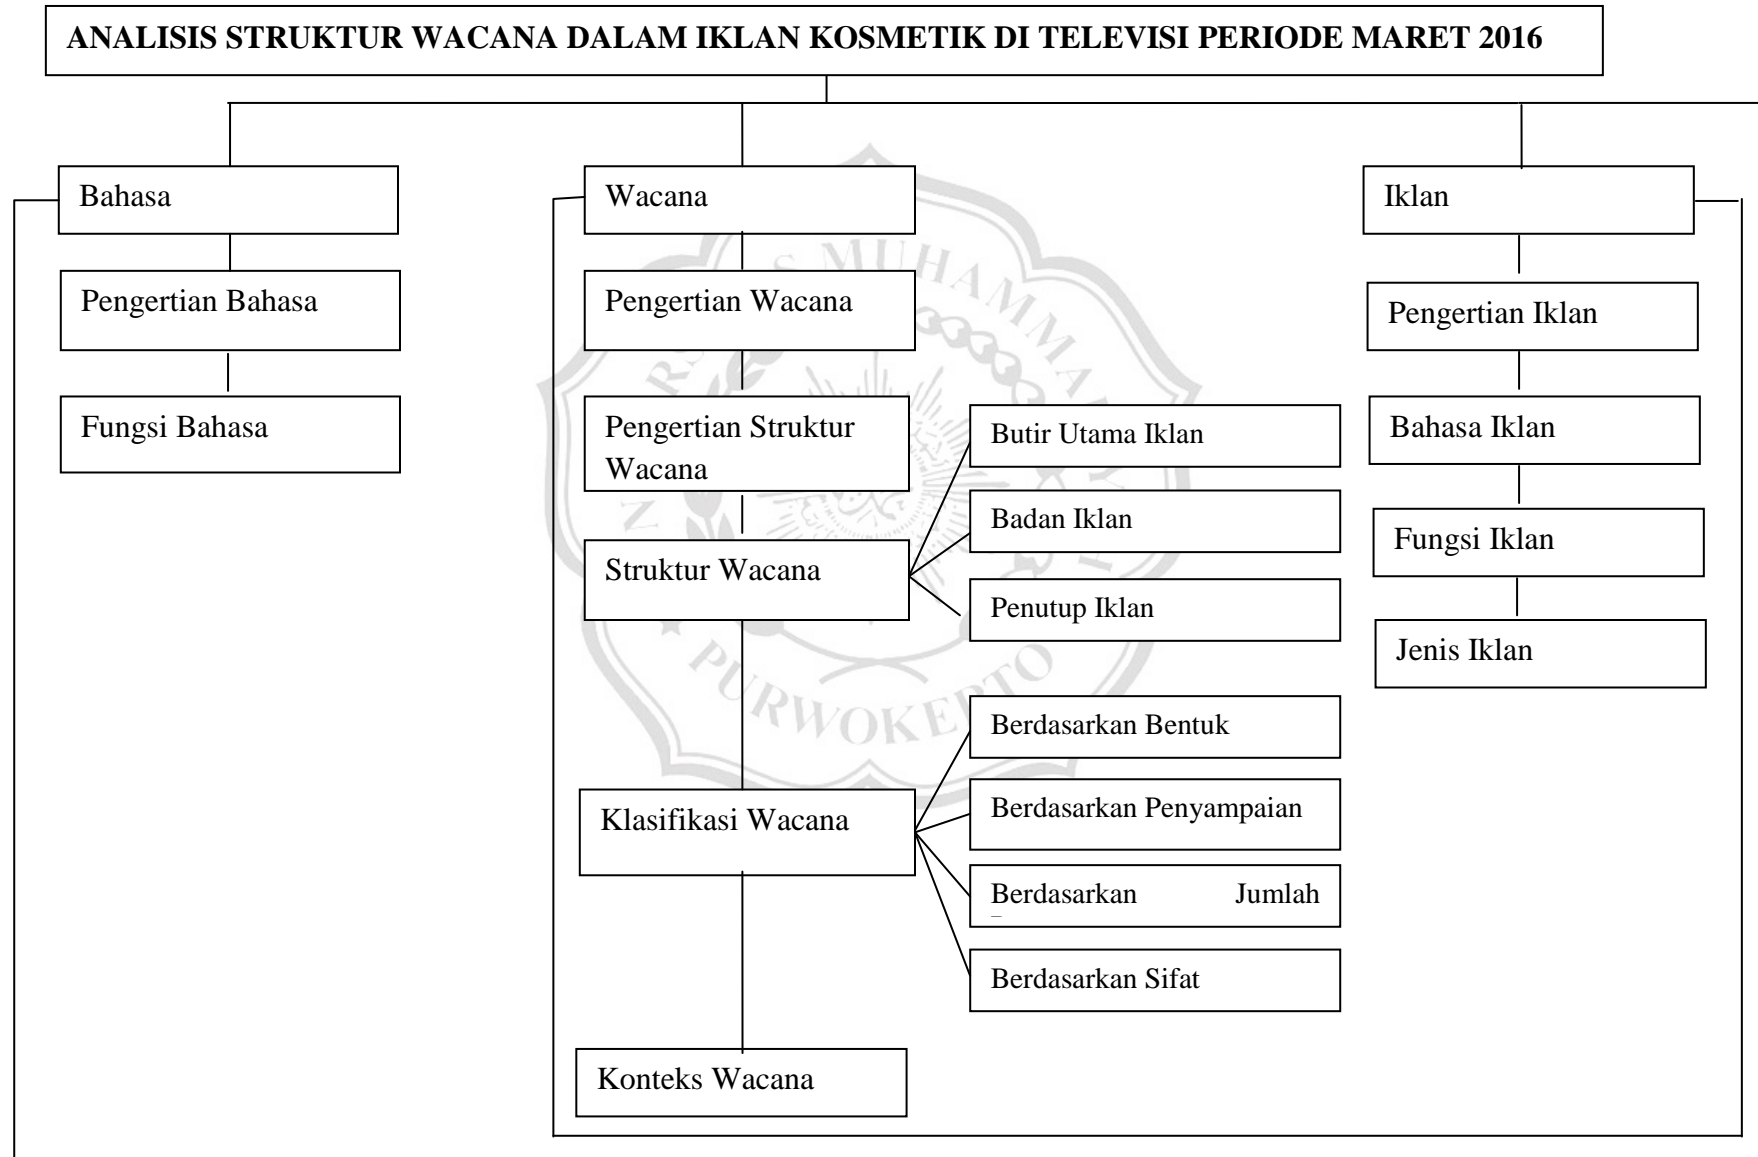 ANALISIS STRUKTUR WACANA DALAM IKLAN KOSMETIK DI TELEVISI PERIODE MARET 2016
Bahasa
Pengertian Bahasa
Fungsi Bahasa
Wacana
Pengertian Wacana
Pengertian Struktur
Wacana
Struktur Wacana
Butir Utama Iklan
Badan Iklan
Penutup Iklan
Klasifikasi Wacana
Berdasarkan Bentuk
Berdasarkan Penyampaian
Berdasarkan Jumlah
Berdasarkan Sifat
Konteks Wacana
Iklan
Pengertian Iklan
Bahasa Iklan
Fungsi Iklan
Jenis Iklan
PURWOKERTO